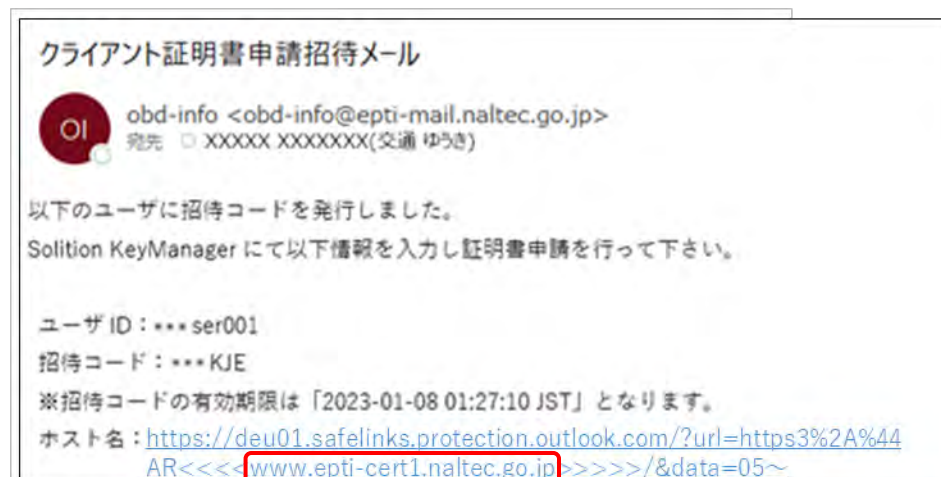 クライアント証明書申請招待メール
OI
obd-info <obd-info@epti-mail.naltec.go.jp>
宛先 XXXXX XXXXXXX(交通 ゆうき)
以下のユーザに招待コードを発行しました。
Solition KeyManager にて以下情報を入力し証明書申請を行って下さい。
ユーザ ID：***ser001
招待コード：***KJE
※招待コードの有効期限は「2023-01-08 01:27:10 JST」となります。
ホスト名：https://deu01.safelinks.protection.outlook.com/?url=https3%2A%44
AR<<<<www.epti-cert1.naltec.go.jp>>>>>/&data=05～